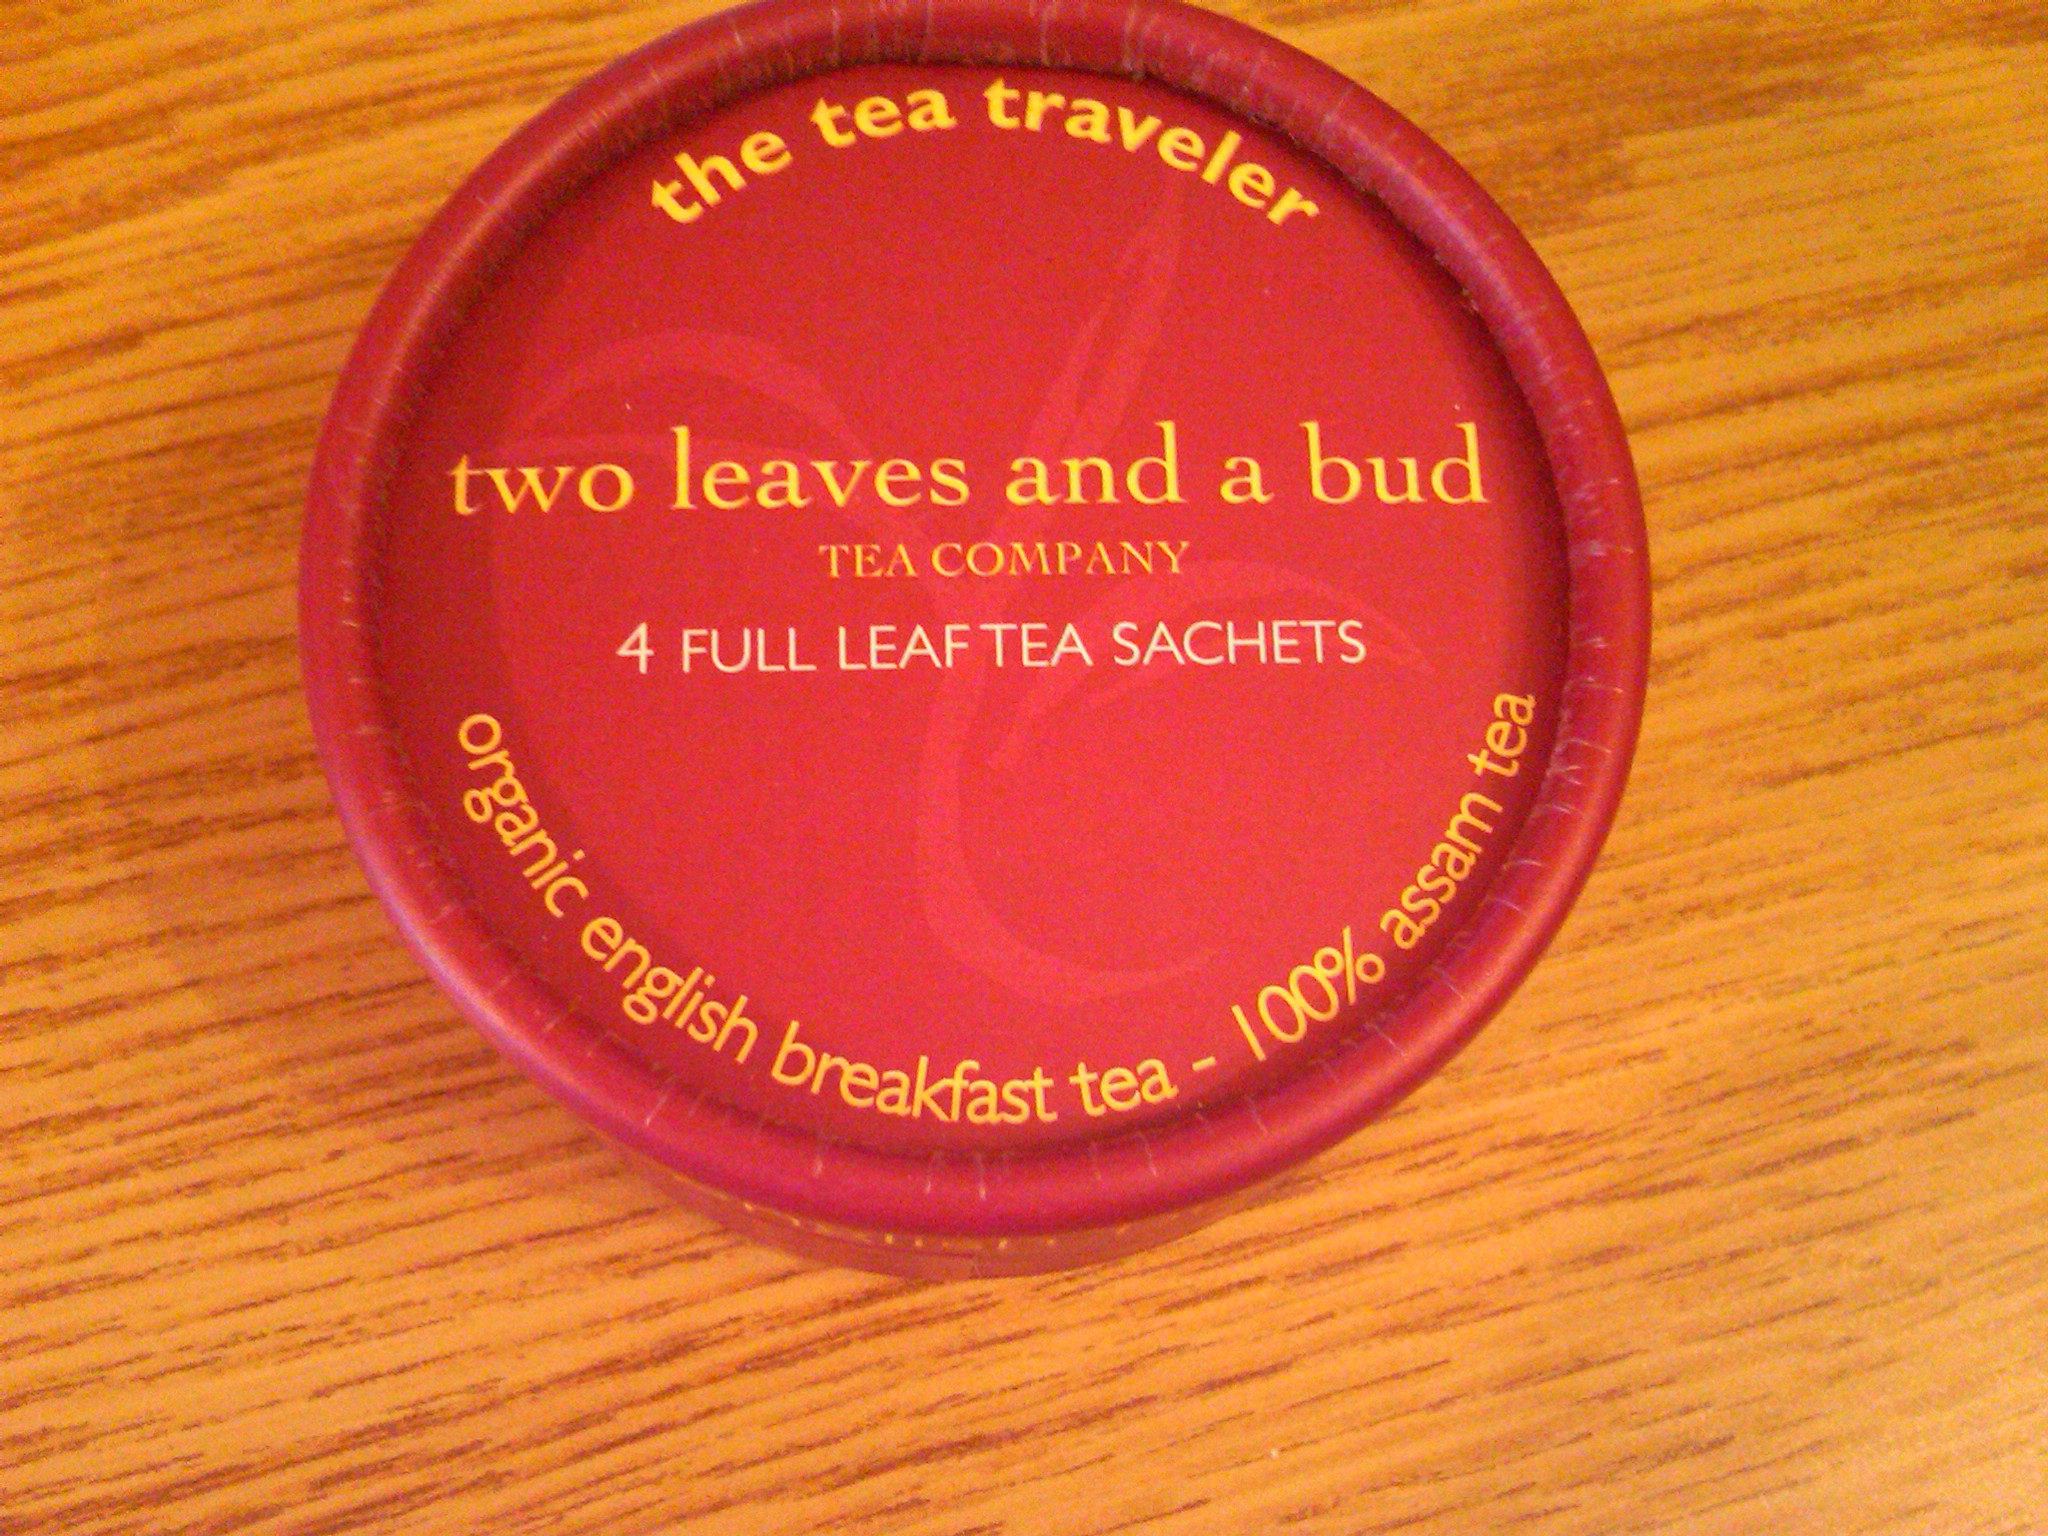 the tea traveler
two leaves and a bud
TEA COMPANY
4 FULL LEAF TEA SACHETS
organic english breakfast tea - 100% assam tea